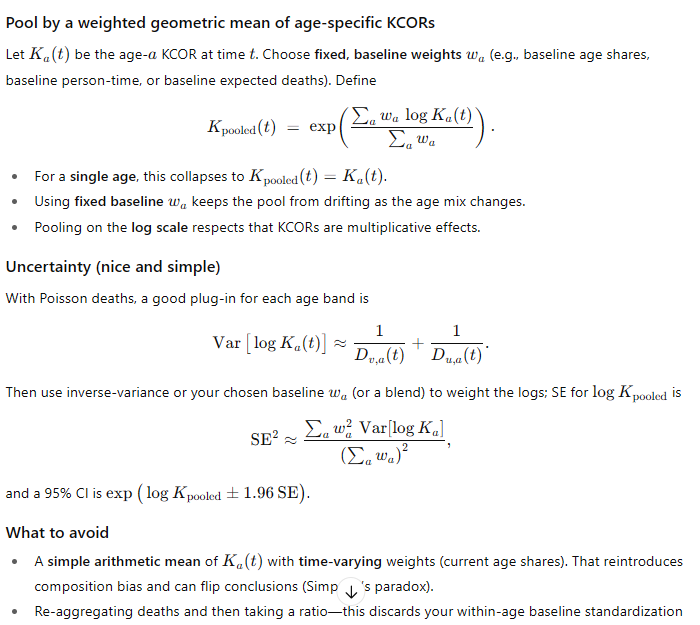 Pool by a weighted geometric mean of age-specific KCORs
Let K_a(t) be the age-a KCOR at time t. Choose fixed, baseline weights w_a (e.g., baseline age shares,
baseline person-time, or baseline expected deaths). Define
K_pooled(t) = exp(∑_a w_a log K_a(t) / ∑_a w_a).
• For a single age, this collapses to K_pooled(t) = K_a(t).
• Using fixed baseline w_a keeps the pool from drifting as the age mix changes.
• Pooling on the log scale respects that KCORs are multiplicative effects.
Uncertainty (nice and simple)
With Poisson deaths, a good plug-in for each age band is
Var [log K_a(t)] ≈ 1/D_v,a(t) + 1/D_u,a(t).
Then use inverse-variance or your chosen baseline w_a (or a blend) to weight the logs; SE for log K_pooled is
SE² ≈ ∑_a w_a² Var[log K_a] / (∑_a w_a)²,
and a 95% CI is exp (log K_pooled ± 1.96 SE).
What to avoid
• A simple arithmetic mean of K_a(t) with time-varying weights (current age shares). That reintroduces
composition bias and can flip conclusions (Simp 's paradox).
• Re-aggregating deaths and then taking a ratio—this discards your within-age baseline standardization